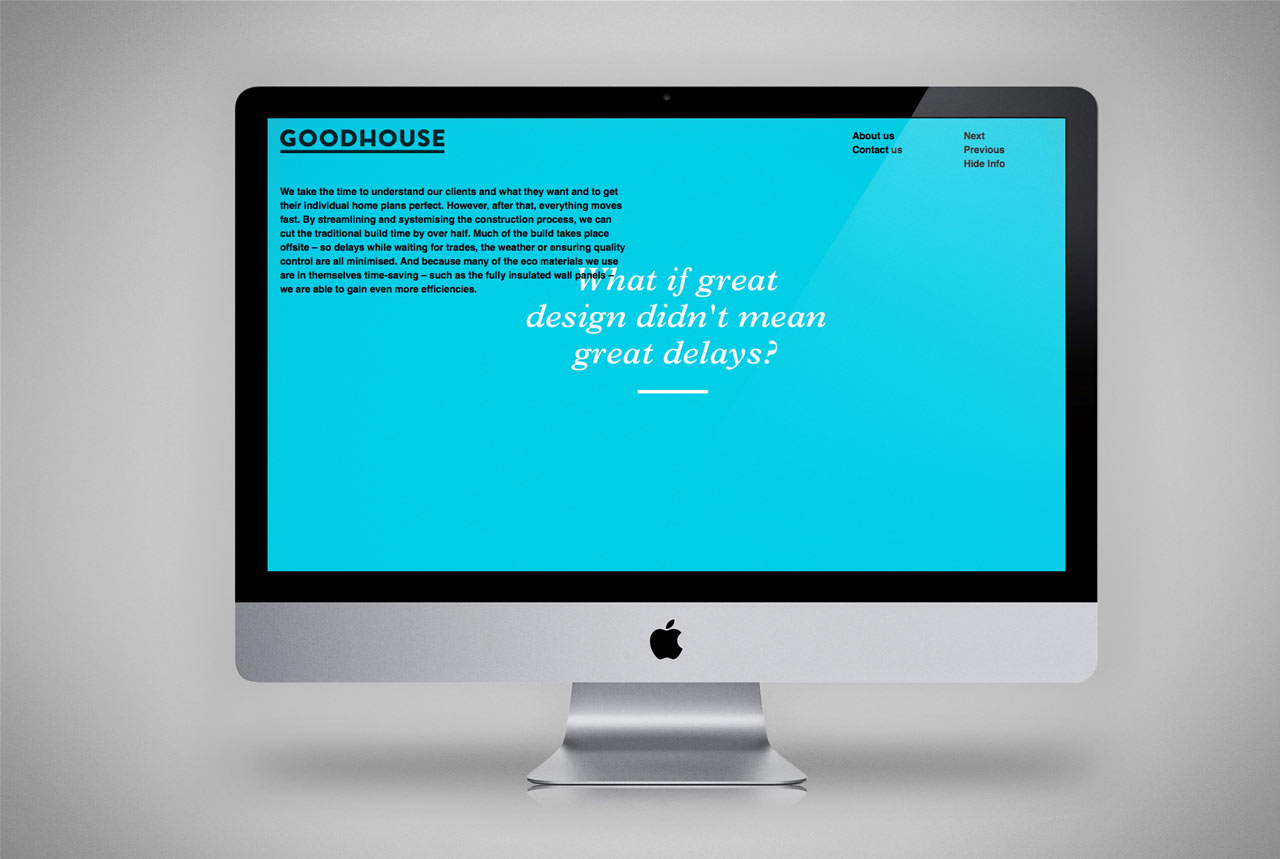 GOODHOUSE
About us
Contact us
Next
Previous
Hide Info
We take the time to understand our clients and what they want and to get
their individual home plans perfect. However, after that, everything moves
fast. By streamlining and systemising the construction process, we can
cut the traditional build time by over half. Much of the build takes place
offsite – so delays while waiting for trades, the weather or ensuring quality
control are all minimised. And because many of the eco materials we use
are in themselves time-saving – such as the fully insulated wall panels –
we are able to gain even more efficiencies.
What if great
design didn't mean
great delays?